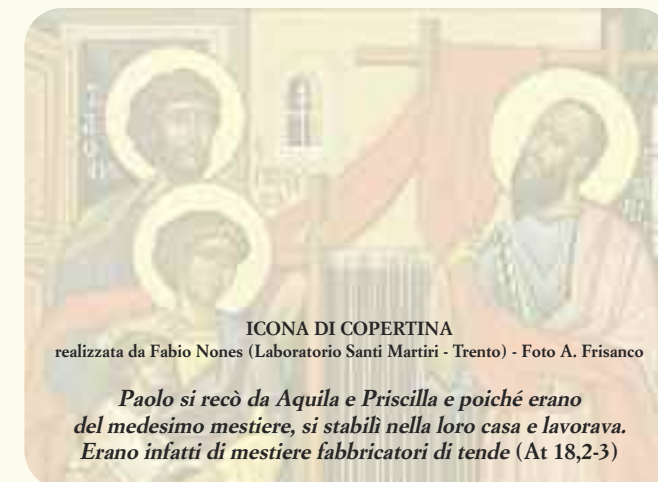 ICONA DI COPERTINA
realizzata da Fabio Nones (Laboratorio Santi Martiri - Trento) - Foto A. Frisanco
Paolo si recò da Aquila e Priscilla e poiché erano
del medesimo mestiere, si stabilì nella loro casa e lavorava.
Erano infatti di mestiere fabbricatori di tende (At 18,2-3)